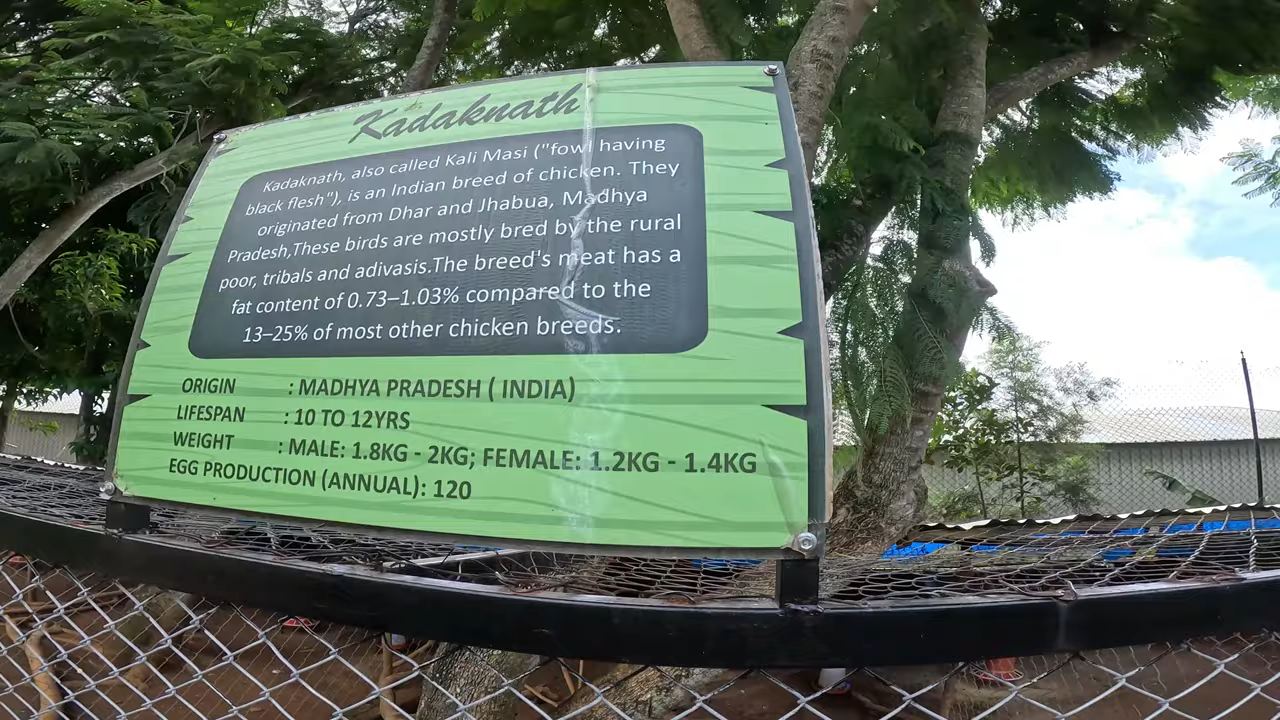 Kadaknath
Kadaknath, also called Kali Masi ("fowl having
black flesh"), is an Indian breed of chicken. They
originated from Dhar and Jhabua, Madhya
Pradesh,These birds are mostly bred by the rural
poor, tribals and adivasis.The breed's meat has a
fat content of 0.73–1.03% compared to the
13–25% of most other chicken breeds.
ORIGIN : MADHYA PRADESH ( INDIA)
LIFESPAN : 10 TO 12YRS
WEIGHT : MALE: 1.8KG - 2KG; FEMALE: 1.2KG - 1.4KG
EGG PRODUCTION (ANNUAL): 120